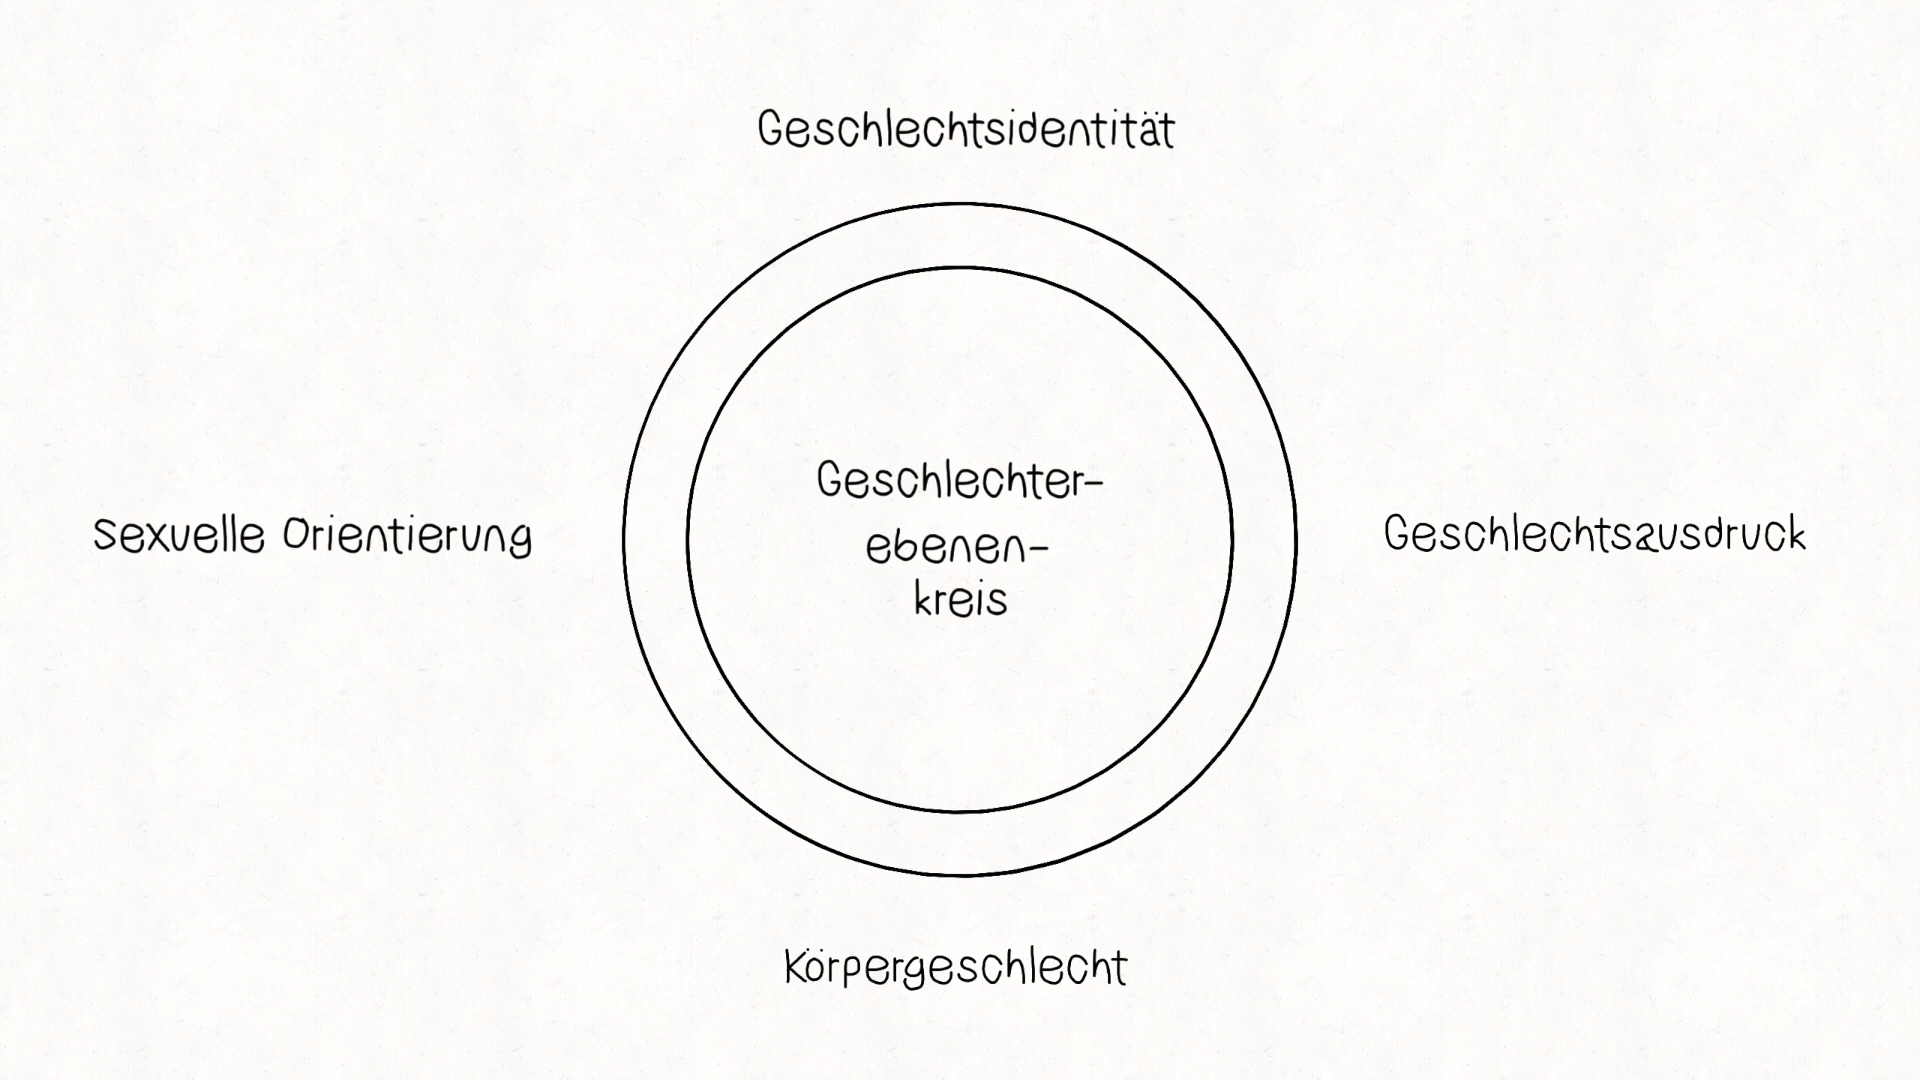 Geschlechtsidentität
Geschlechter-
ebenen-
kreis
sexuelle Orientierung
Geschlechtsausdruck
Körpergeschlecht